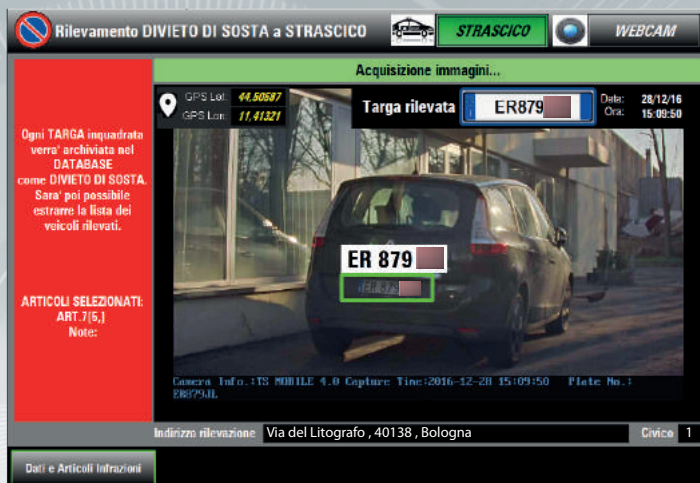 Rilevamento DIVIETO DI SOSTA a STRASCICO
STRASCICO
WEBCAM
Acquisizione immagini...
GPS Lat: 44,50587
GPS Lon: 11,41321
Targa rilevata
ER879
Data: 28/12/16
Ora: 15:09:50
Ogni TARGA inquadrata
verra' archiviata nel
DATABASE
come DIVIETO DI SOSTA.
Sara' poi possibile
estrarre la lista dei
veicoli rilevati.
ARTICOLI SELEZIONATI:
ART.7(5,)
Note:
ER 879
ER 879
Camera Info.:TS MOBILE 4.0 Capture Time:2016-12-28 15:09:50 Plate No.:
ER879JL
Indirizzo rilevazione Via del Litografo , 40138 , Bologna
Civico 1
Dati e Articoli Infrazioni